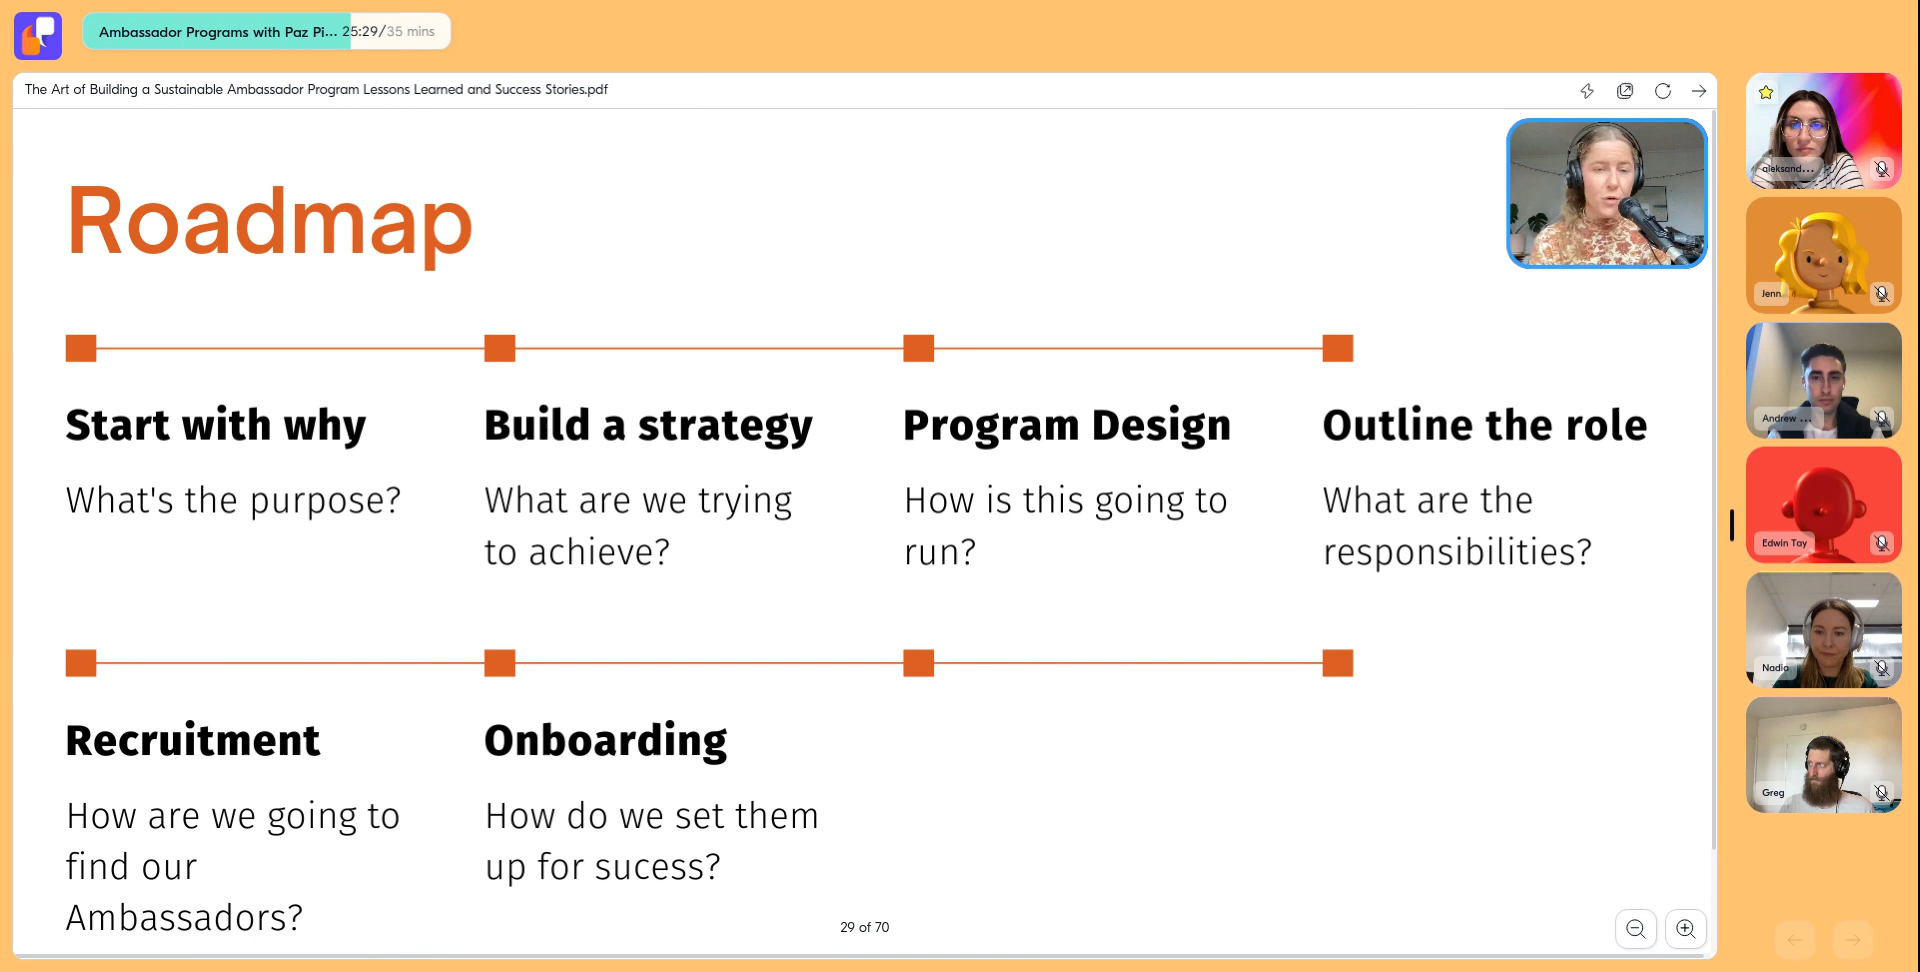 Ambassador Programs with Paz Pi... 25:29/35 mins
The Art of Building a Sustainable Ambassador Program Lessons Learned and Success Stories.pdf
Roadmap
Start with why
What's the purpose?
Build a strategy
What are we trying
to achieve?
Program Design
How is this going to
run?
Outline the role
What are the
responsibilities?
Recruitment
How are we going to
find our
Ambassadors?
Onboarding
How do we set them
up for sucess?
29 of 70
aleksand...
Jenn
Andrew ...
Edwin Tay
Nadia
Greg